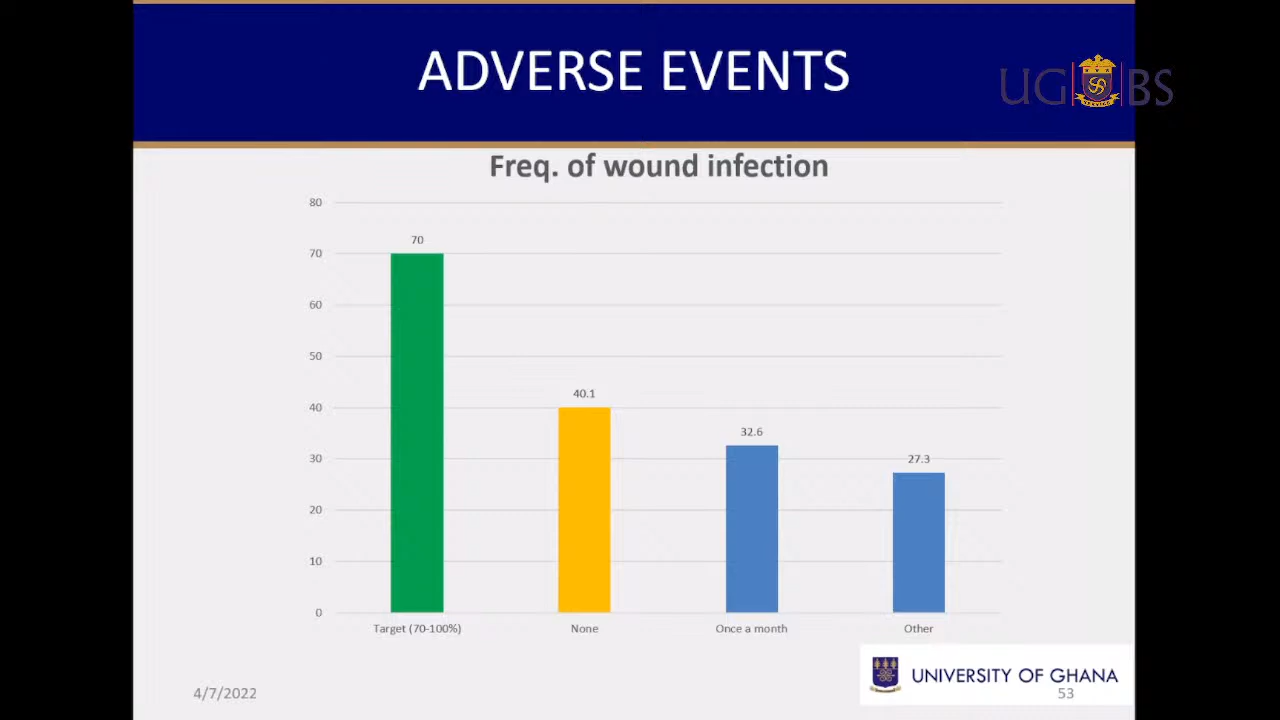 ADVERSE EVENTS
UG BS
Freq. of wound infection
80
70
60
50
40
30
20
10
0
70
40.1
32.6
27.3
Target (70-100%)
None
Once a month
Other
4/7/2022
UNIVERSITY OF GHANA
53